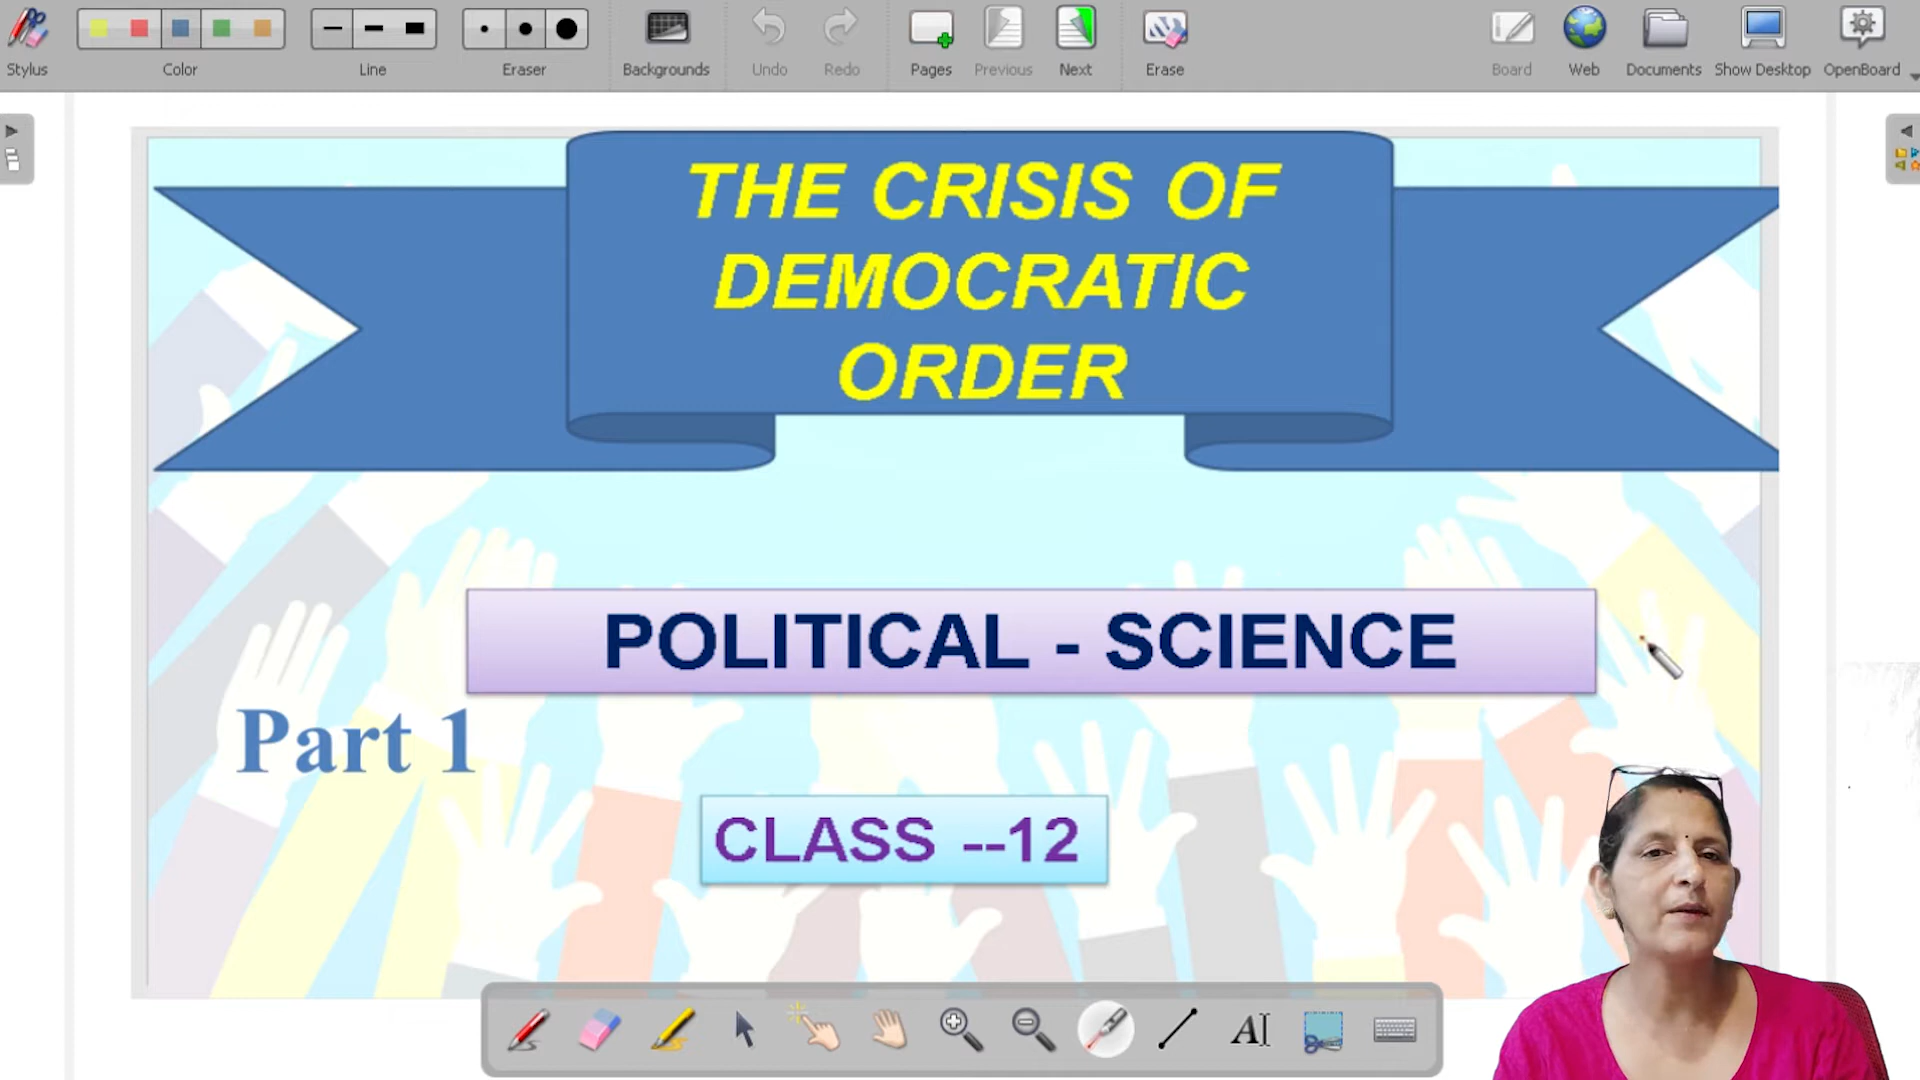 Stylus
Color
Line
Eraser
Backgrounds
Undo
Redo
Pages
Previous
Next
Erase
Board
Web
Documents
Show Desktop
OpenBoard
THE CRISIS OF
DEMOCRATIC
ORDER
POLITICAL - SCIENCE
Part 1
CLASS --12